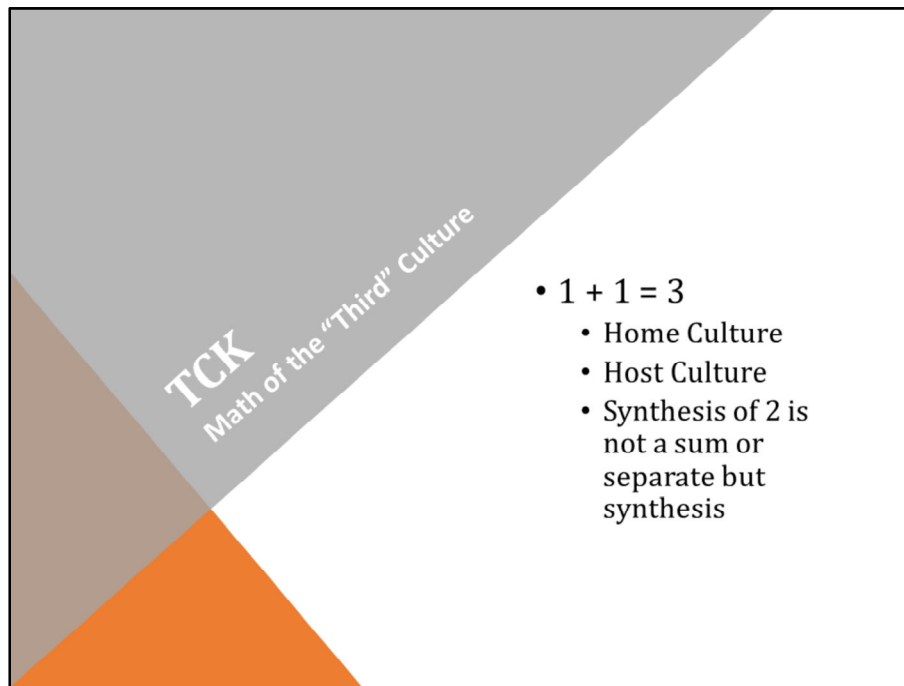 TCK
Math of the “Third” Culture
• 1 + 1 = 3
• Home Culture
• Host Culture
• Synthesis of 2 is
not a sum or
separate but
synthesis